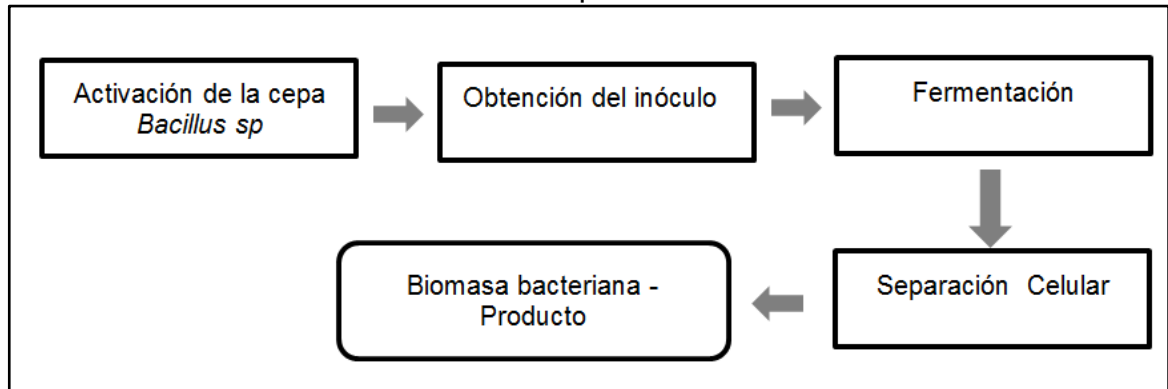 Activación de la cepa
Bacillus sp
Obtención del inóculo
Fermentación
Separación Celular
Biomasa bacteriana -
Producto